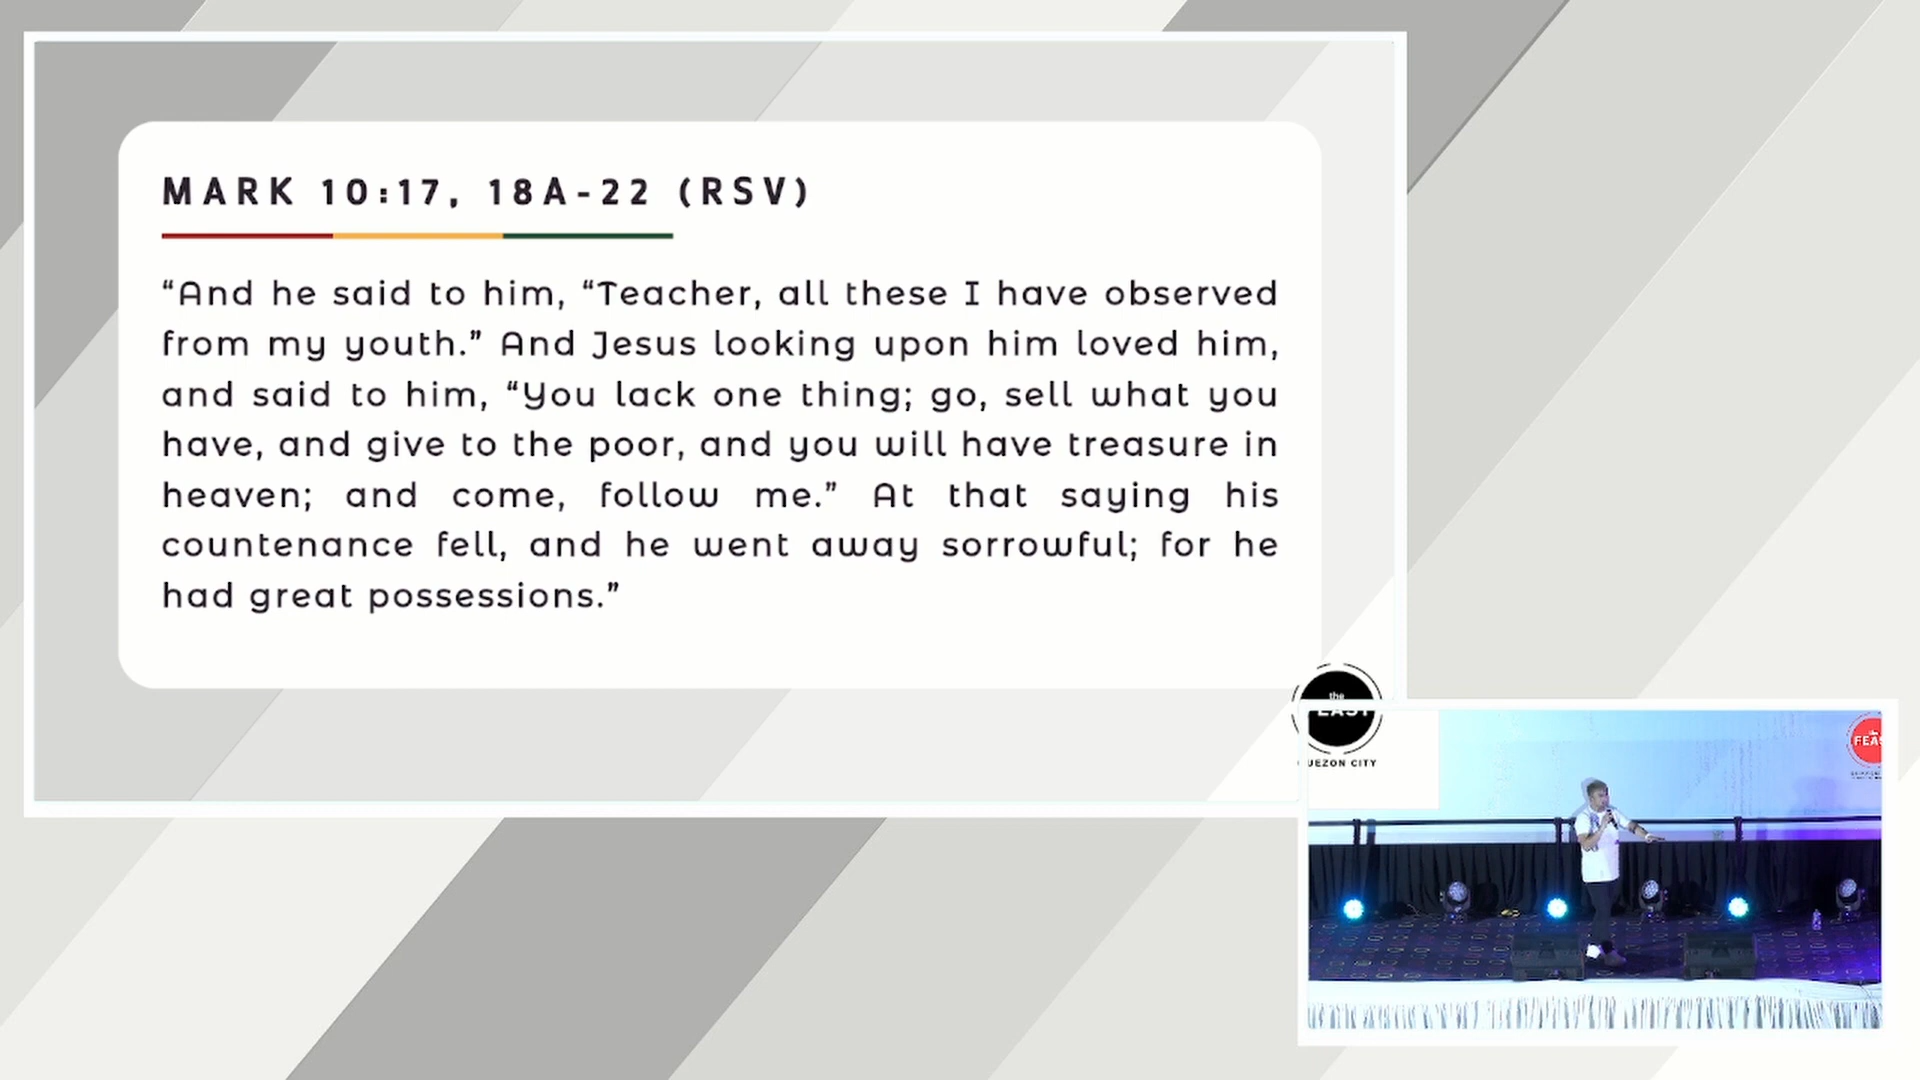 MARK 10:17, 18A-22 (RSV)
“And he said to him, “Teacher, all these I have observed
from my youth.” And Jesus looking upon him loved him,
and said to him, “You lack one thing; go, sell what you
have, and give to the poor, and you will have treasure in
heaven; and come, follow me.” At that saying his
countenance fell, and he went away sorrowful; for he
had great possessions.”
the
UEZON CITY
FEAS